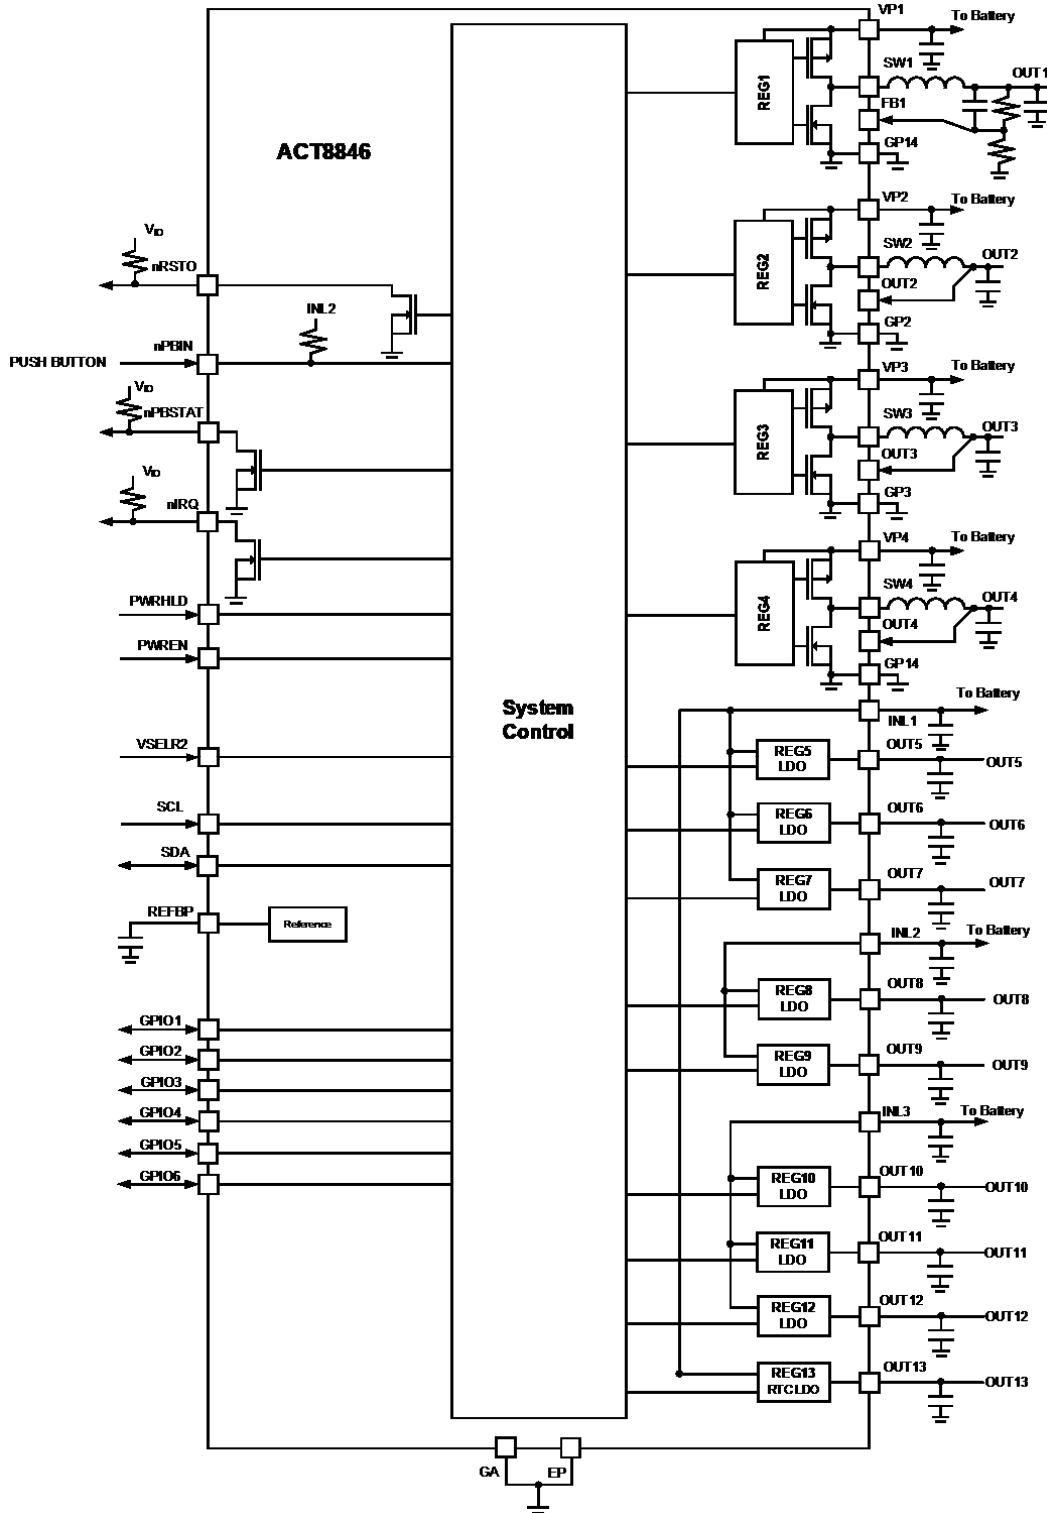 ACT8846
System
Control
V_IO
nRSTO
INL2
nPBIN
PUSH BUTTON
V_IO
nPBSTAT
V_IO
nIRQ
PWRHLD
PWREN
VSELR2
SCL
SDA
REFBP
Reference
GPIO1
GPIO2
GPIO3
GPIO4
GPIO5
GPIO6
GA
EP
VP1
To Battery
REG1
SW1
OUT1
FB1
GP14
VP2
To Battery
REG2
SW2
OUT2
OUT2
GP2
VP3
To Battery
REG3
SW3
OUT3
OUT3
GP3
VP4
To Battery
REG4
SW4
OUT4
OUT4
GP14
To Battery
INL1
REG5
LDO
OUT5
OUT5
REG6
LDO
OUT6
OUT6
REG7
LDO
OUT7
OUT7
INL2
To Battery
REG8
LDO
OUT8
OUT8
REG9
LDO
OUT9
OUT9
INL3
To Battery
REG10
LDO
OUT10
OUT10
REG11
LDO
OUT11
OUT11
REG12
LDO
OUT12
OUT12
REG13
RTC LDO
OUT13
OUT13